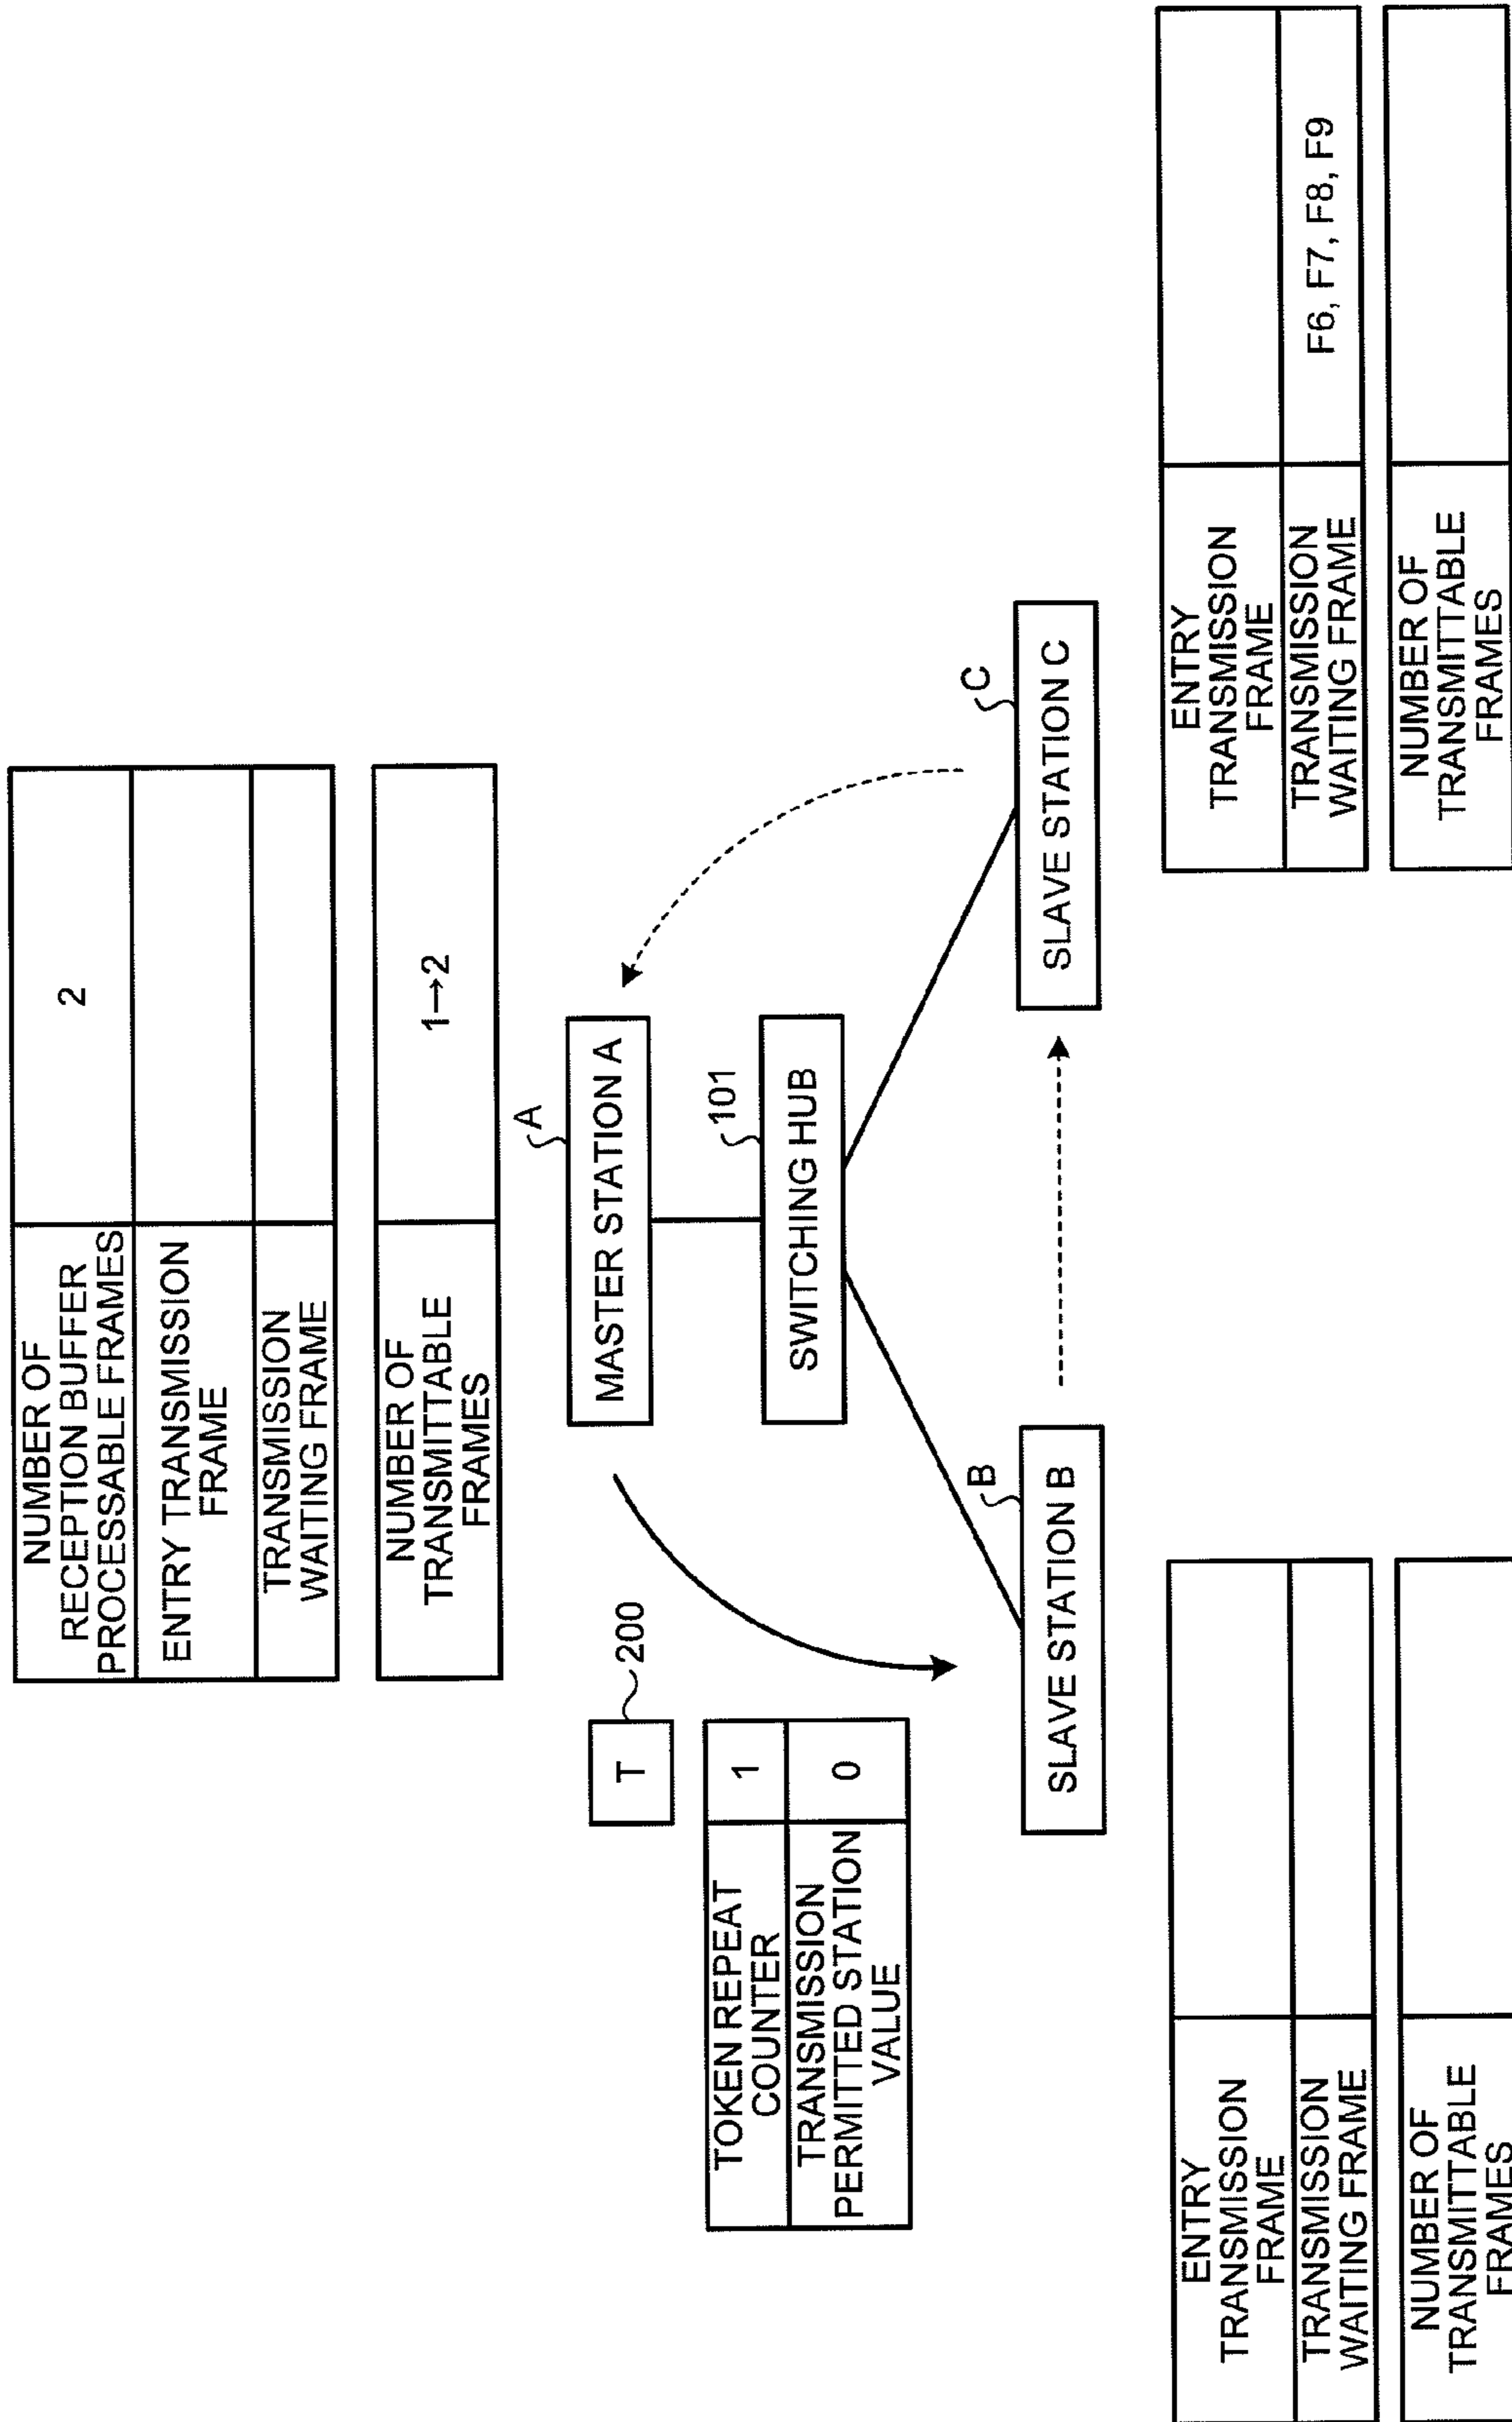 NUMBER OF
RECEPTION BUFFER
PROCESSABLE FRAMES
2
ENTRY TRANSMISSION
FRAME
TRANSMISSION
WAITING FRAME
NUMBER OF
TRANSMITTABLE
FRAMES
1→2
A
MASTER STATION A
T
200
TOKEN REPEAT
COUNTER
1
TRANSMISSION
PERMITTED STATION
VALUE
0
101
SWITCHING HUB
B
SLAVE STATION B
C
SLAVE STATION C
ENTRY
TRANSMISSION
FRAME
TRANSMISSION
WAITING FRAME
NUMBER OF
TRANSMITTABLE
FRAMES
ENTRY
TRANSMISSION
FRAME
TRANSMISSION
WAITING FRAME
F6, F7, F8, F9
NUMBER OF
TRANSMITTABLE
FRAMES